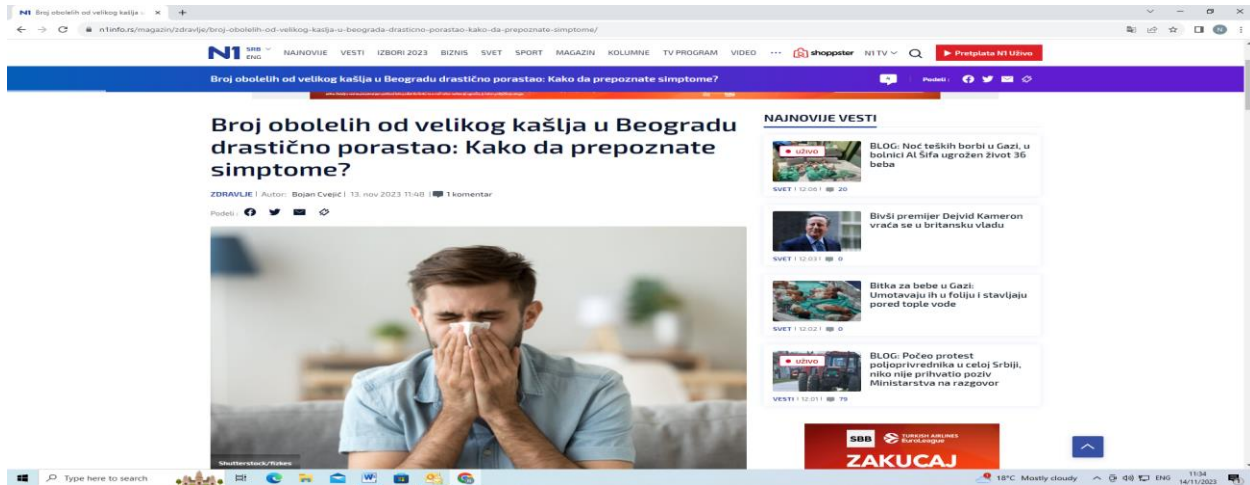 N1 Broj obolelih od velikog kašlja u
n1info.rs/magazin/zdravlje/broj-obolelih-od-velikog-kaslja-u-beograda-drasticno-porastao-kako-da-prepoznate-simptome/
N1 SRB ENG NAJNOVIJE VESTI IZBORI 2023 BIZNIS SVET SPORT MAGAZIN KOLUMNE TV PROGRAM VIDEO ... shoppster N1 TV Pretplata N1 Uživo
Broj obolelih od velikog kašlja u Beogradu drastično porastao: Kako da prepoznate simptome? Podeli:
Broj obolelih od velikog kašlja u Beogradu
drastično porastao: Kako da prepoznate
simptome?
ZDRAVLJE | Autor: Bojan Cvejić | 13. nov 2023 11:48 | 1 komentar
Podeli:
Shutterstock/fizkes
NAJNOVIJE VESTI
UŽIVO
BLOG: Noć teških borbi u Gazi, u
bolnici Al Šifa ugrožen život 36
beba
SVET | 12:06 | 20
Bivši premijer Dejvid Kameron
vraća se u britansku vladu
SVET | 12:03 | 0
Bitka za bebe u Gazi:
Umotavaju ih u foliju i stavljaju
pored tople vode
SVET | 12:02 | 0
UŽIVO
BLOG: Počeo protest
poljoprivrednika u celoj Srbiji,
niko nije prihvatio poziv
Ministarstva na razgovor
VESTI | 12:01 | 79
SBB TURKISH AIRLINES EuroLeague
ZAKUCAJ
Type here to search
18°C Mostly cloudy ENG 11:34
14/11/2023